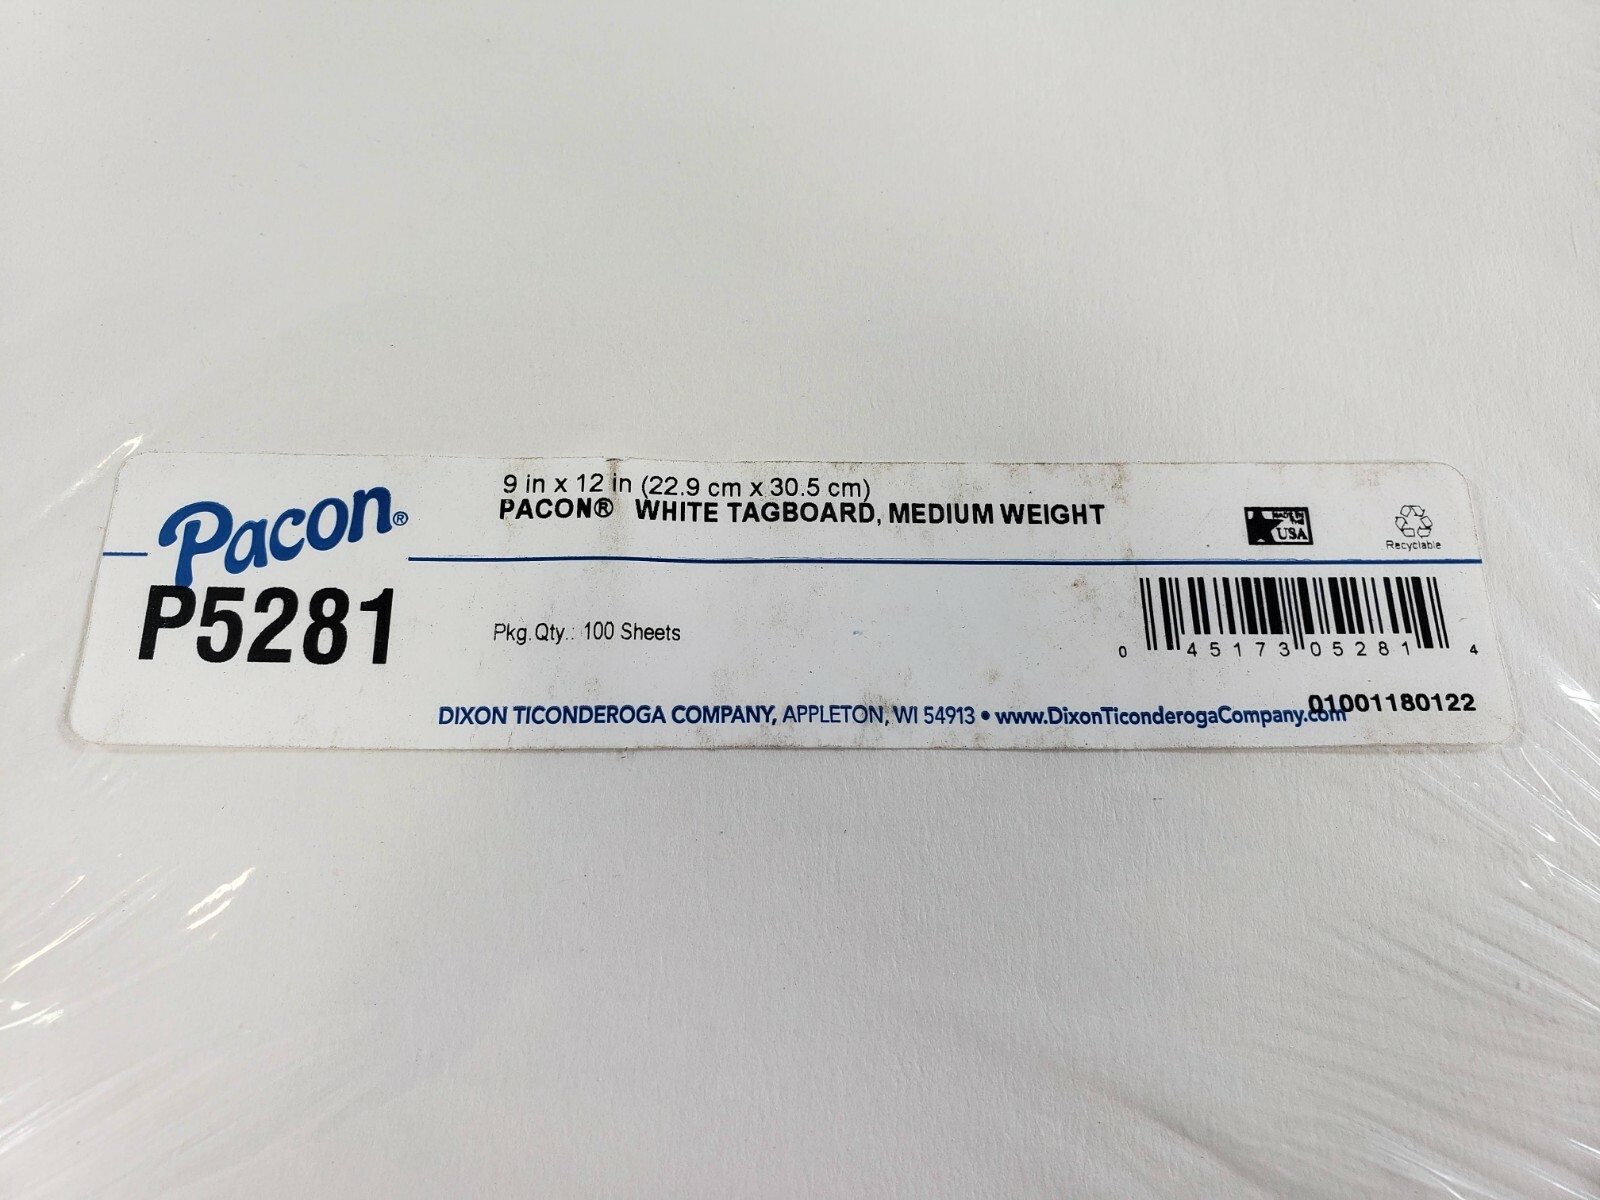 Pacon®
P5281
9 in x 12 in (22.9 cm x 30.5 cm)
PACON® WHITE TAGBOARD, MEDIUM WEIGHT
MADE IN THE USA
Recyclable
Pkg.Qty.: 100 Sheets
0 45173 05281 4
01001180122
DIXON TICONDEROGA COMPANY, APPLETON, WI 54913 • www.DixonTiconderogaCompany.com